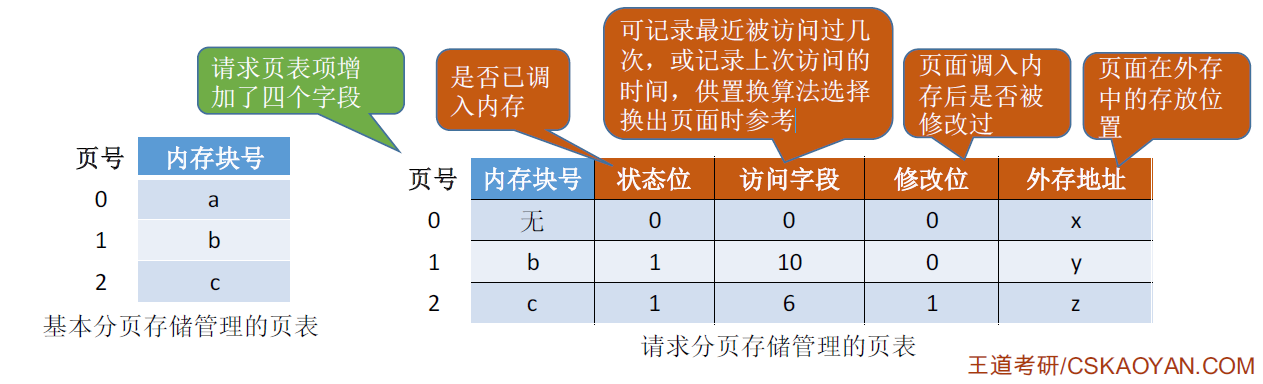 请求页表项增
加了四个字段
是否已调
入内存
可记录最近被访问过几
次，或记录上次访问的
时间，供置换算法选择
换出页面时参考
页面调入内
存后是否被
修改过
页面在外存
中的存放位
置
页号 内存块号
0 a
1 b
2 c
基本分页存储管理的页表
页号 内存块号 状态位 访问字段 修改位 外存地址
0 无 0 0 0 x
1 b 1 10 0 y
2 c 1 6 1 z
请求分页存储管理的页表
王道考研/CSKAOYAN.COM